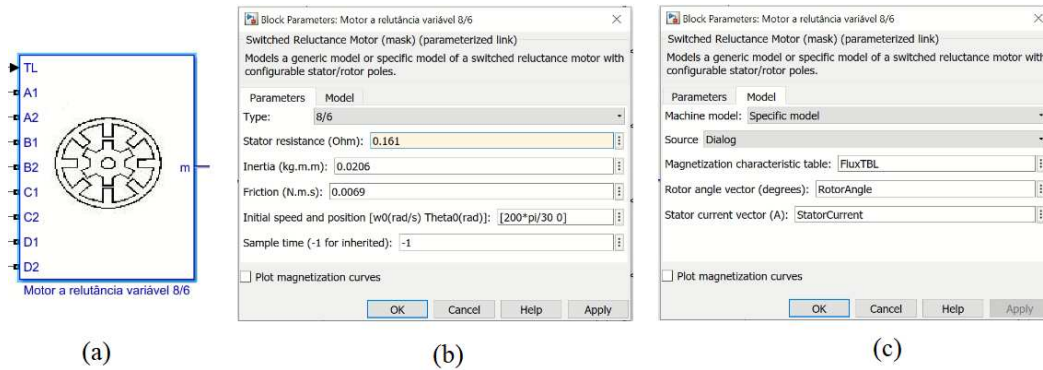 TL
A1
A2
B1
B2
C1
C2
D1
D2
m
Motor a relutância variável 8/6
(a)
Block Parameters: Motor a relutância variável 8/6
Switched Reluctance Motor (mask) (parameterized link)
Models a generic model or specific model of a switched reluctance motor with
configurable stator/rotor poles.
Parameters Model
Type: 8/6
Stator resistance (Ohm): 0.161
Inertia (kg.m.m): 0.0206
Friction (N.m.s): 0.0069
Initial speed and position [w0(rad/s) Theta0(rad)]: [200*pi/30 0]
Sample time (-1 for inherited): -1
Plot magnetization curves
OK Cancel Help Apply
(b)
Block Parameters: Motor a relutância variável 8/6
Switched Reluctance Motor (mask) (parameterized link)
Models a generic model or specific model of a switched reluctance motor with
configurable stator/rotor poles.
Parameters Model
Machine model: Specific model
Source Dialog
Magnetization characteristic table: FluxTBL
Rotor angle vector (degrees): RotorAngle
Stator current vector (A): StatorCurrent
Plot magnetization curves
OK Cancel Help Apply
(c)